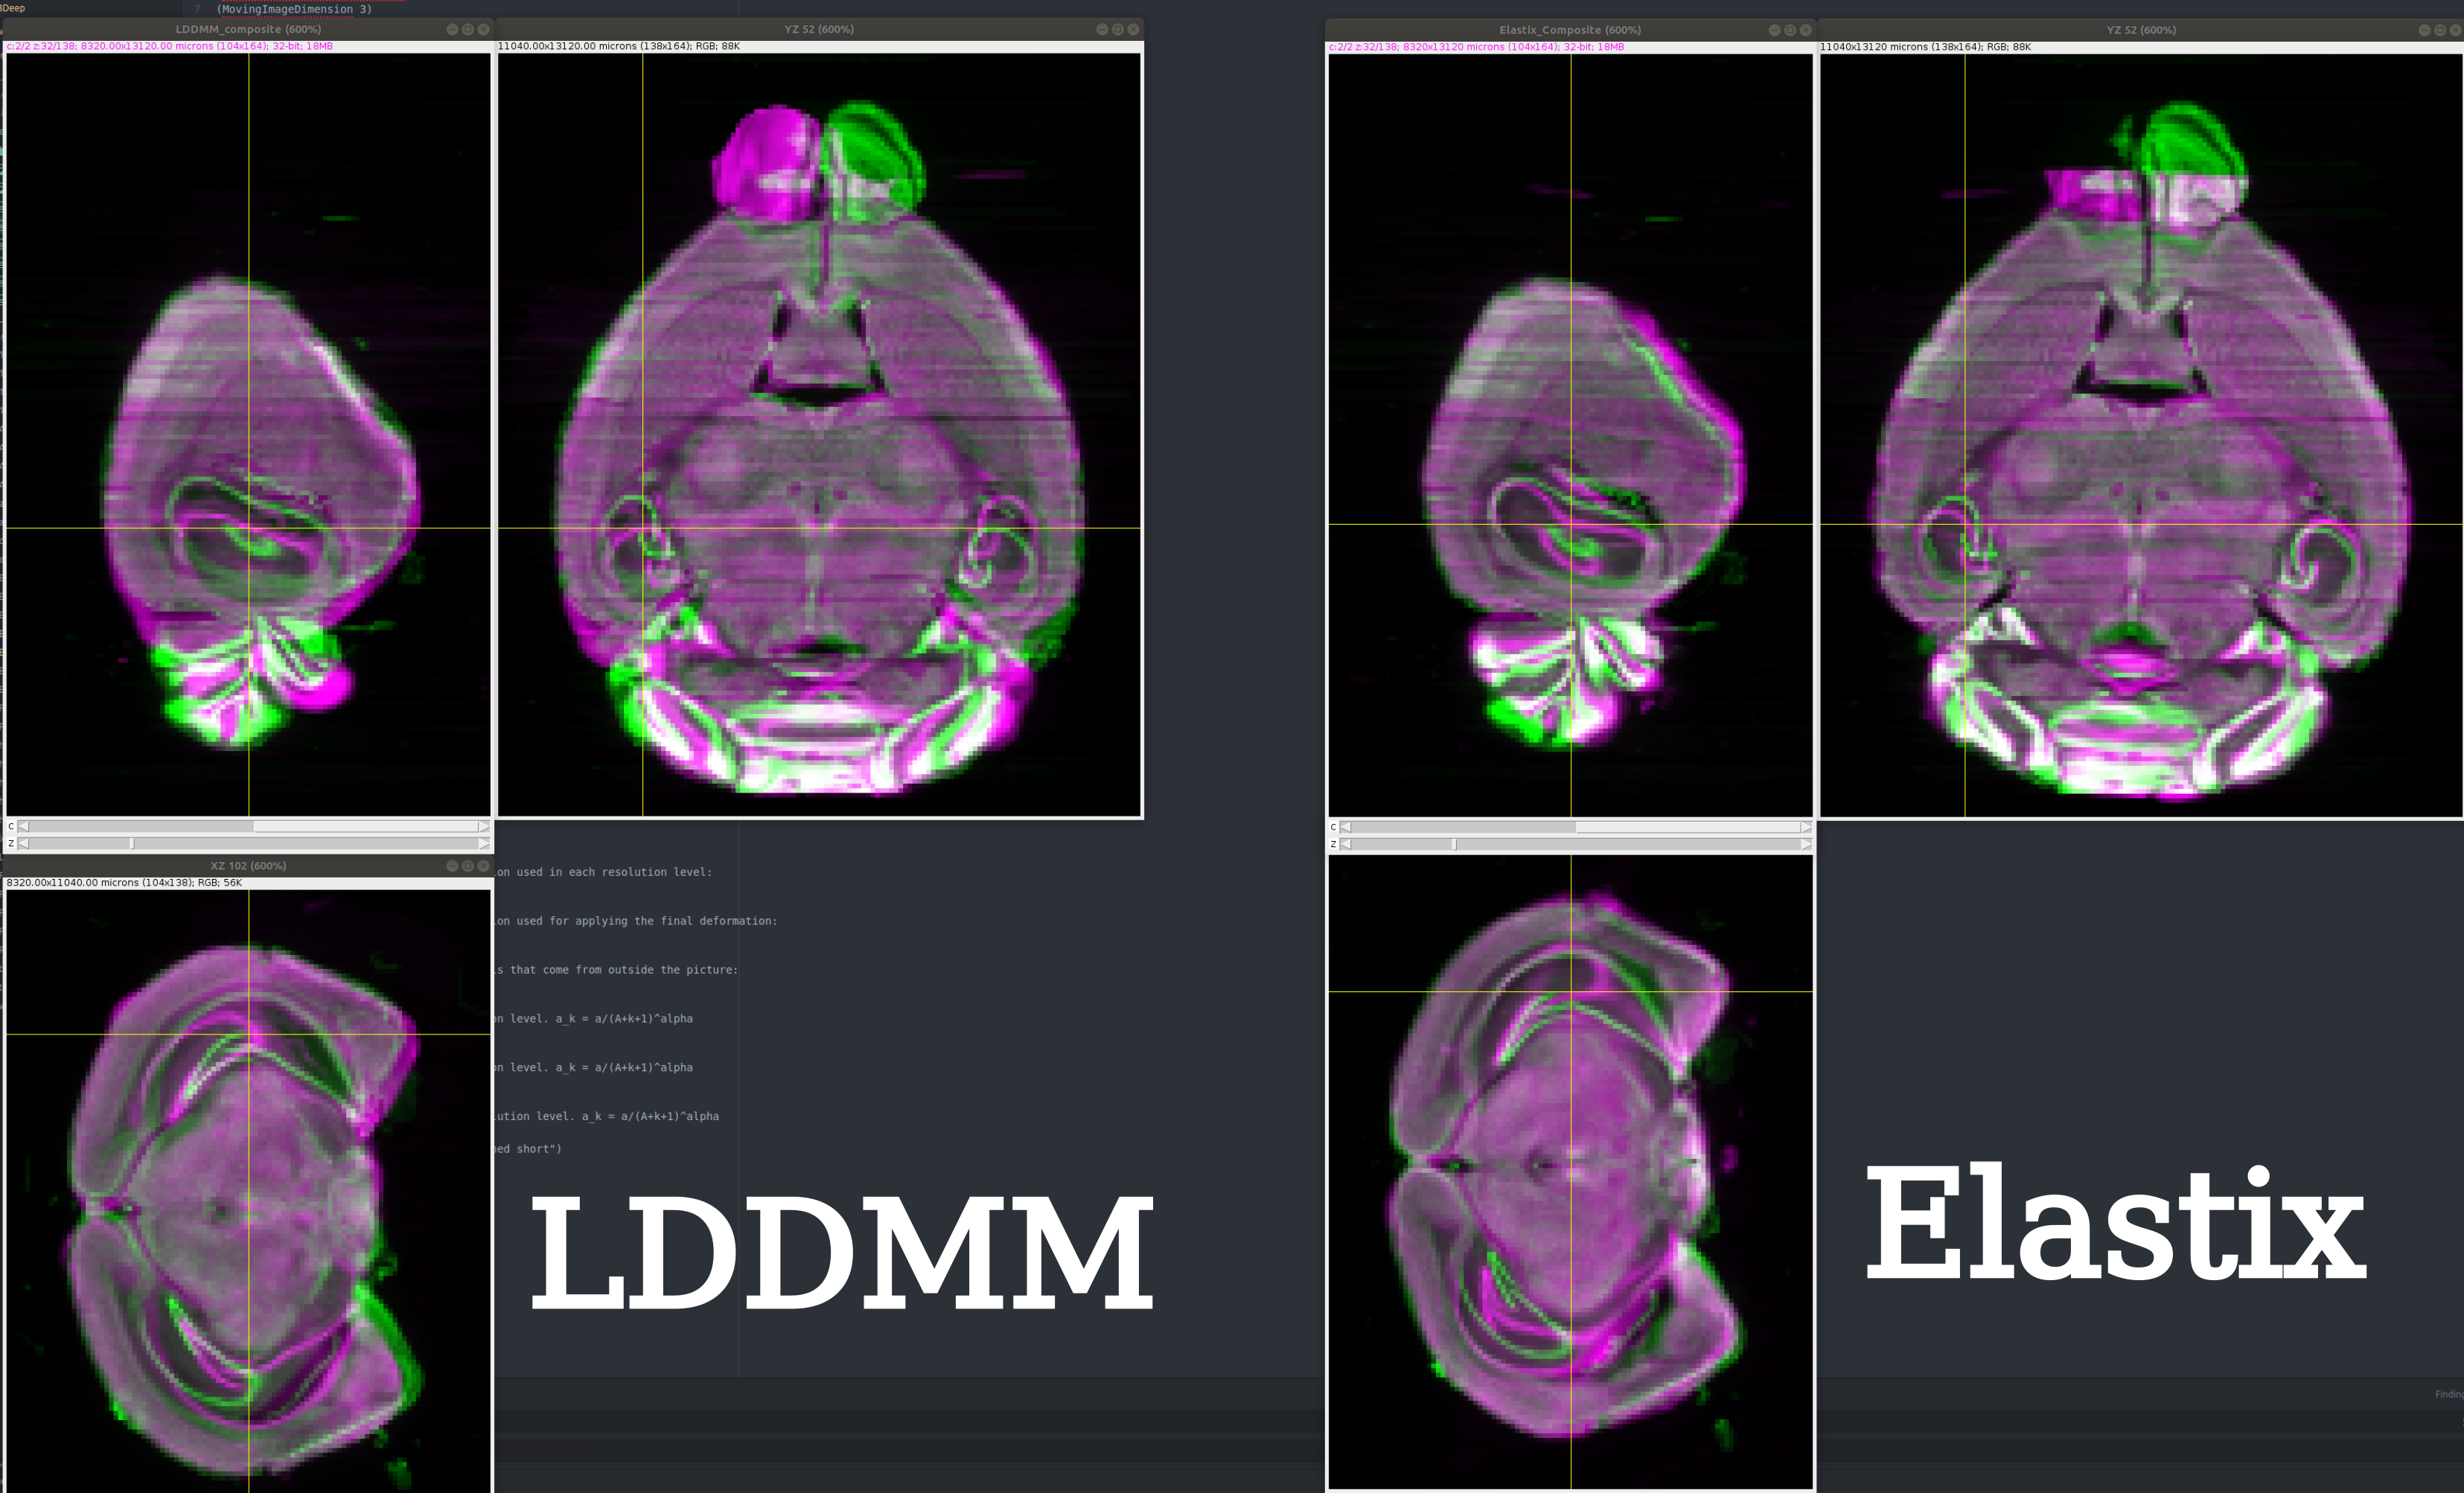 3Deep
7 (MovingImageDimension 3)
LDDMM_composite (600%)
c:2/2 z:32/138; 8320.00x13120.00 microns (104x164); 32-bit; 18MB
YZ 52 (600%)
11040.00x13120.00 microns (138x164); RGB; 88K
Elastix_Composite (600%)
c:2/2 z:32/138; 8320x13120 microns (104x164); 32-bit; 18MB
YZ 52 (600%)
11040x13120 microns (138x164); RGB; 88K
C
Z
C
Z
XZ 102 (600%)
8320.00x11040.00 microns (104x138); RGB; 56K
on used in each resolution level:
on used for applying the final deformation:
s that come from outside the picture:
n level. a_k = a/(A+k+1)^alpha
n level. a_k = a/(A+k+1)^alpha
ution level. a_k = a/(A+k+1)^alpha
ned short")
LDDMM
Elastix
Finding